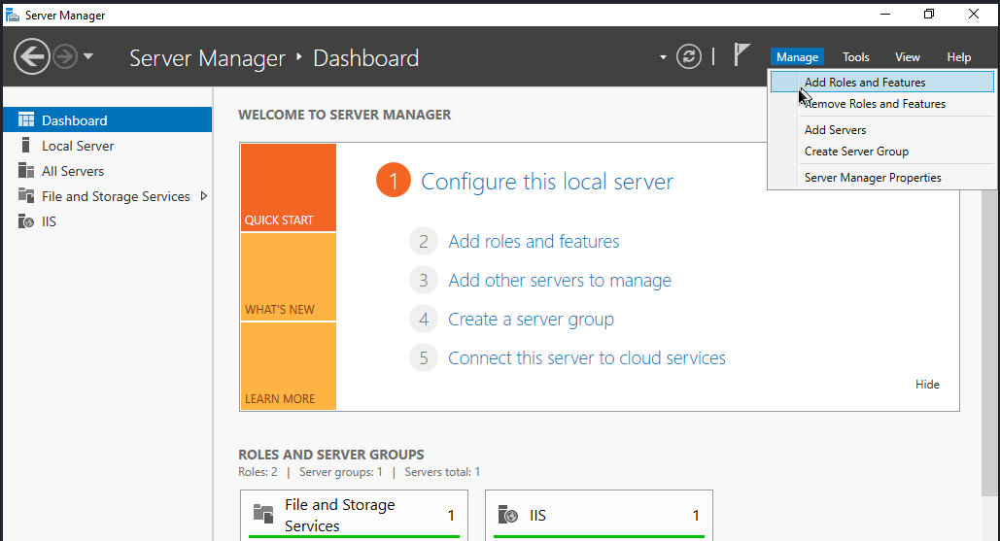 Server Manager
Server Manager ‣ Dashboard
Manage Tools View Help
Add Roles and Features
Remove Roles and Features
Add Servers
Create Server Group
Server Manager Properties
Dashboard
Local Server
All Servers
File and Storage Services
IIS
WELCOME TO SERVER MANAGER
QUICK START
WHAT'S NEW
LEARN MORE
1 Configure this local server
2 Add roles and features
3 Add other servers to manage
4 Create a server group
5 Connect this server to cloud services
Hide
ROLES AND SERVER GROUPS
Roles: 2 | Server groups: 1 | Servers total: 1
File and Storage
Services
1
IIS 1